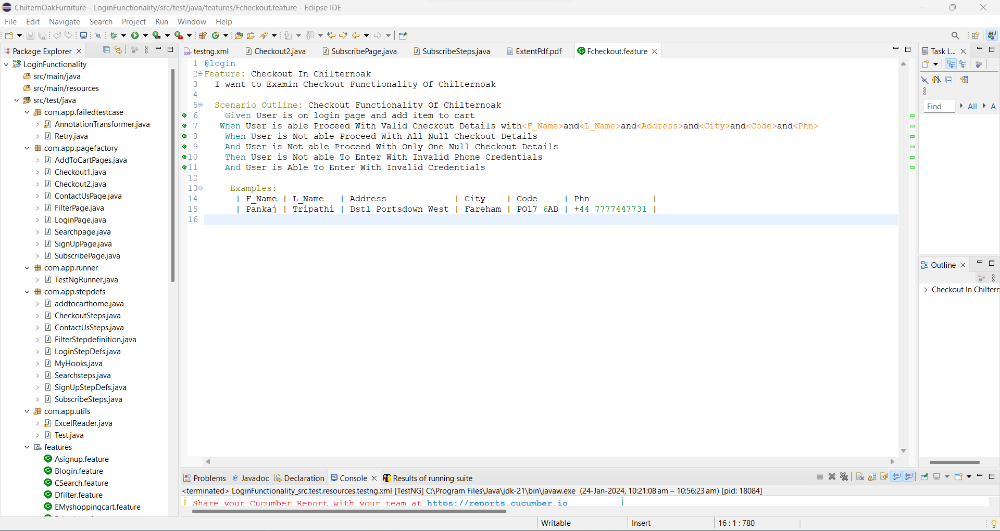 ChilternOakFurniture - LoginFunctionality/src/test/java/features/Fcheckout.feature - Eclipse IDE
File Edit Navigate Search Project Run Window Help
Package Explorer
LoginFunctionality
src/main/java
src/main/resources
src/test/java
com.app.failedtestcase
AnnotationTransformer.java
Retry.java
com.app.pagefactory
AddToCartPages.java
Checkout1.java
Checkout2.java
ContactUsPage.java
FilterPage.java
LoginPage.java
Searchpage.java
SignUpPage.java
SubscribePage.java
com.app.runner
TestNgRunner.java
com.app.stepdefs
addtocarthome.java
CheckoutSteps.java
ContactUsSteps.java
FilterStepdefinition.java
LoginStepDefs.java
MyHooks.java
Searchsteps.java
SignUpStepDefs.java
SubscribeSteps.java
com.app.utils
ExcelReader.java
Test.java
features
Asignup.feature
Blogin.feature
CSearch.feature
Dfilter.feature
EMyshoppingcart.feature
testng.xml Checkout2.java SubscribePage.java SubscribeSteps.java ExtentPdf.pdf Fcheckout.feature
1 @login
2 Feature: Checkout In Chilternoak
3 I want to Examin Checkout Functionality Of Chilternoak
4
5 Scenario Outline: Checkout Functionality Of Chilternoak
6 Given User is on login page and add item to cart
7 When User is able Proceed With Valid Checkout Details with<F_Name>and<L_Name>and<Address>and<City>and<Code>and<Phn>
8 When User is Not able Proceed With All Null Checkout Details
9 And User is Not able Proceed With Only One Null Checkout Details
10 Then User is Not able To Enter With Invalid Phone Credentials
11 And User is Able To Enter With Invalid Credentials
12
13 Examples:
14 | F_Name | L_Name | Address | City | Code | Phn |
15 | Pankaj | Tripathi | Dstl Portsdown West | Fareham | PO17 6AD | +44 7777447731 |
16
Task L...
Find All A
Outline
Checkout In Chiltern
Problems Javadoc Declaration Console Results of running suite
<terminated> LoginFunctionality_src.test.resources.testng.xml [TestNG] C:\Program Files\Java\jdk-21\bin\javaw.exe (24-Jan-2024, 10:21:08 am – 10:56:23 am) [pid: 18084]
Share your Cucumber Report with your team at https://reports.cucumber.io
Writable Insert 16 : 1 : 780